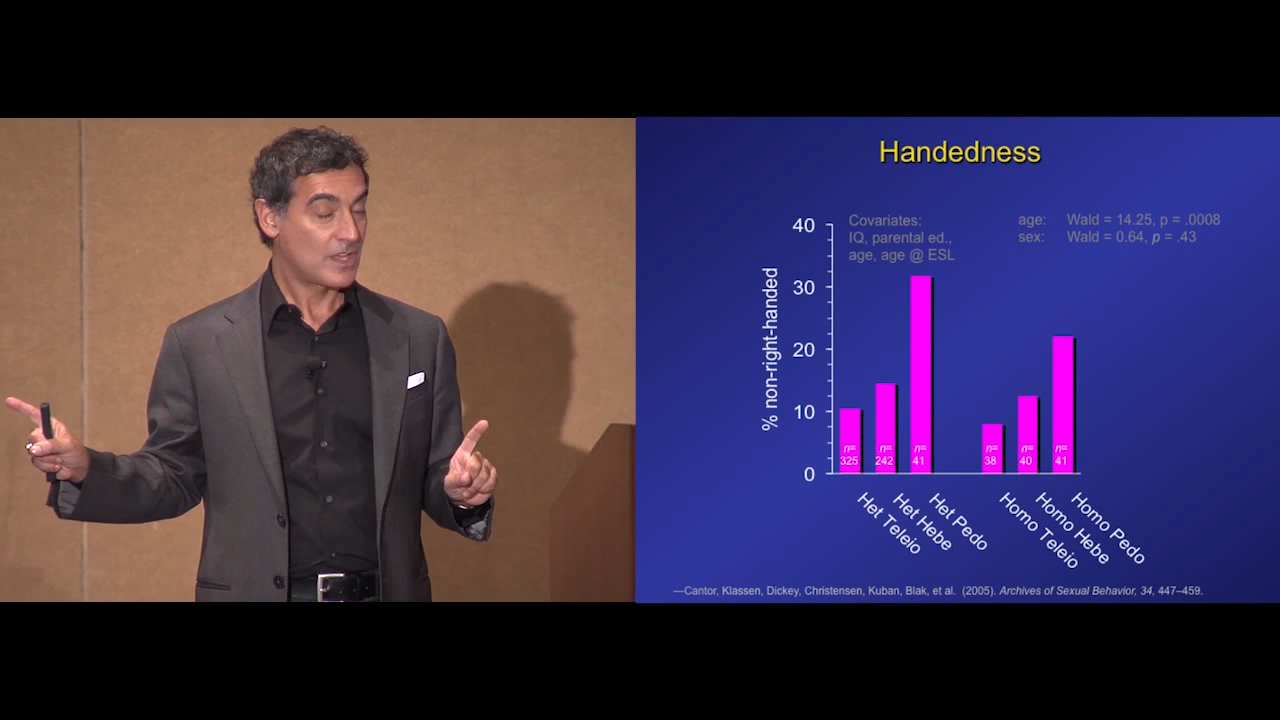 Handedness
Covariates:
IQ, parental ed.,
age, age @ ESL
age: Wald = 14.25, p = .0008
sex: Wald = 0.64, p = .43
% non-right-handed
40
30
20
10
0
n=
325
n=
242
n=
41
n=
38
n=
40
n=
41
Het Teleio
Het Hebe
Het Pedo
Homo Teleio
Homo Hebe
Homo Pedo
—Cantor, Klassen, Dickey, Christensen, Kuban, Blak, et al. (2005). Archives of Sexual Behavior, 34, 447–459.